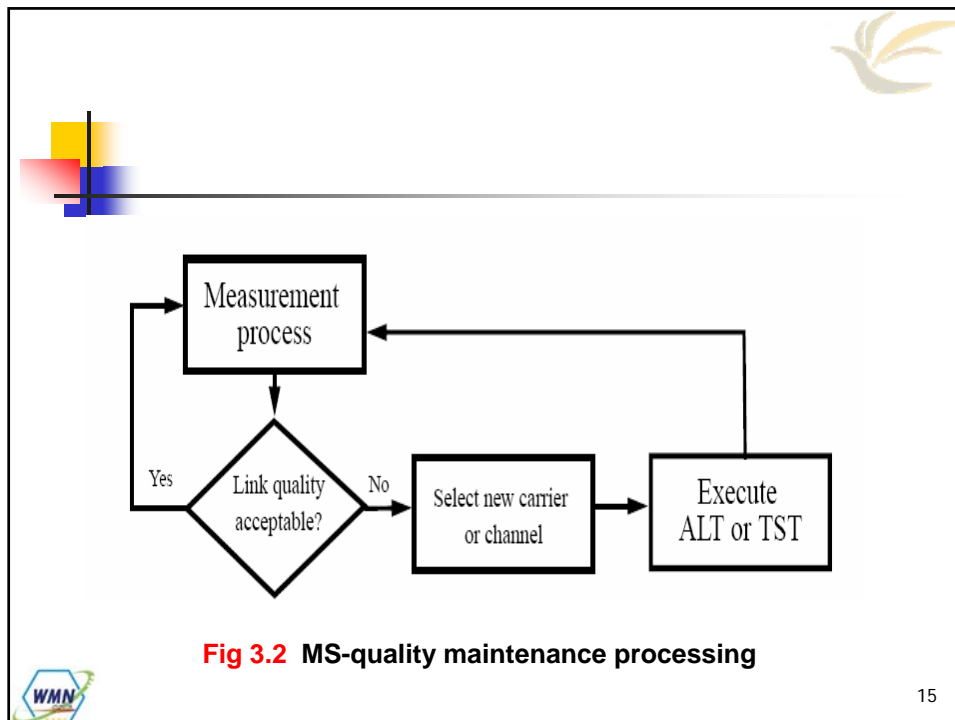 Measurement
process
Yes
Link quality
acceptable?
No
Select new carrier
or channel
Execute
ALT or TST
Fig 3.2 MS-quality maintenance processing
WMN
15